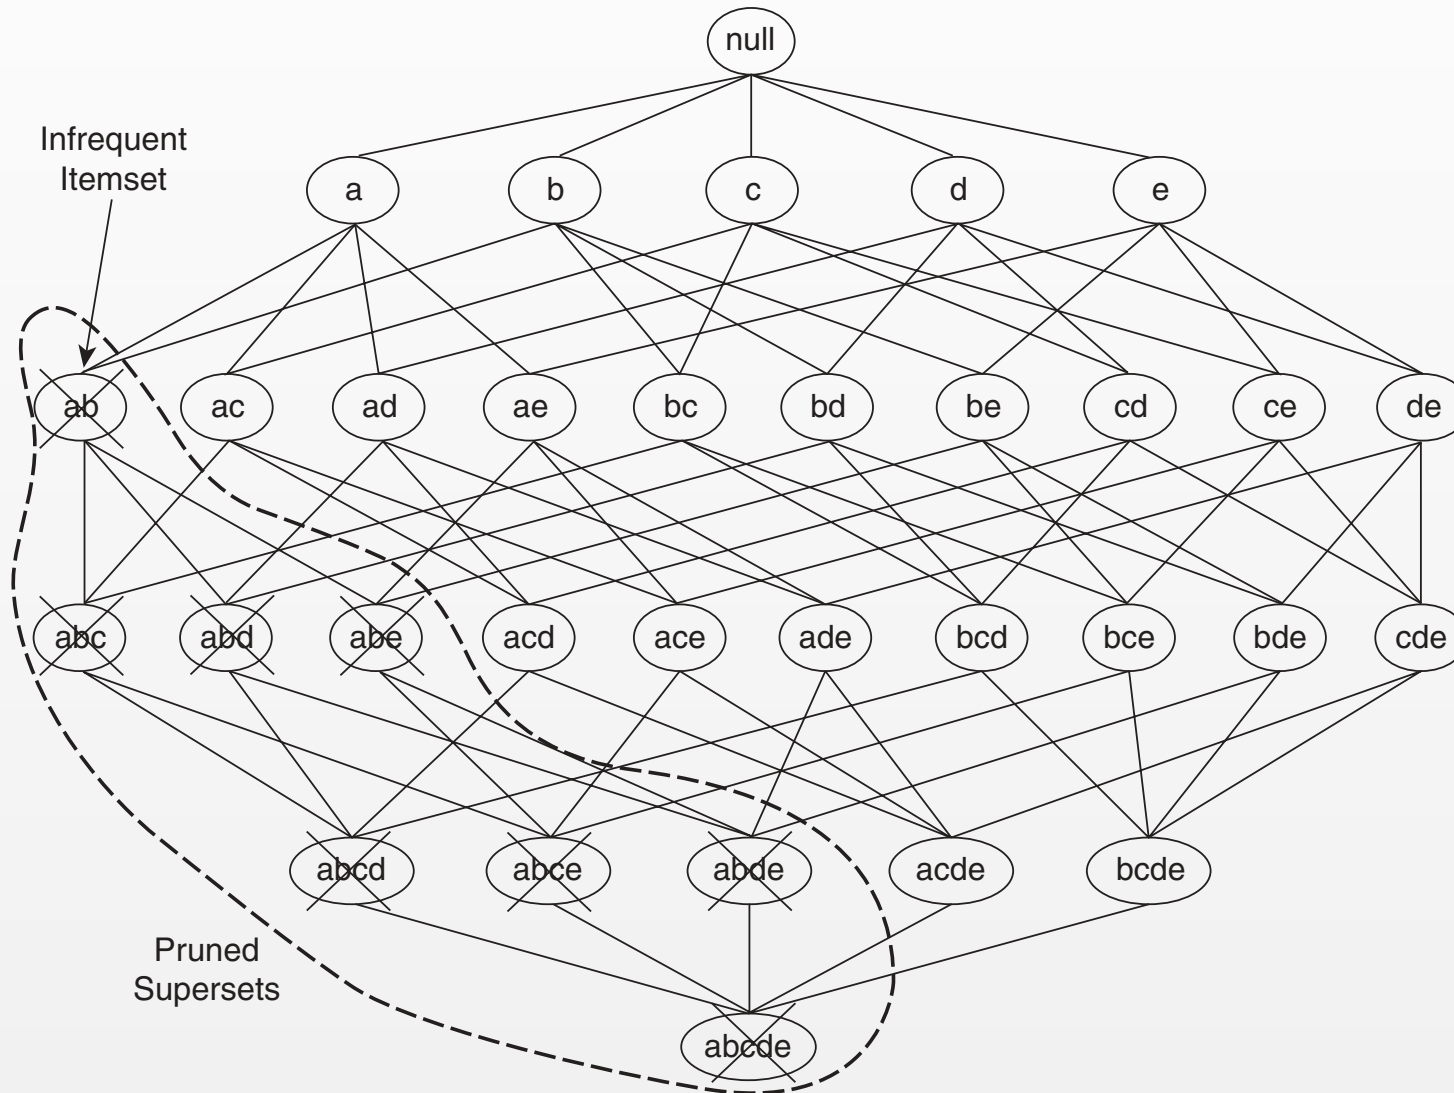 null
Infrequent
Itemset
a b c d e
ab ac ad ae bc bd be cd ce de
abc abd abe acd ace ade bcd bce bde cde
abcd abce abde acde bcde
Pruned
Supersets
abcde